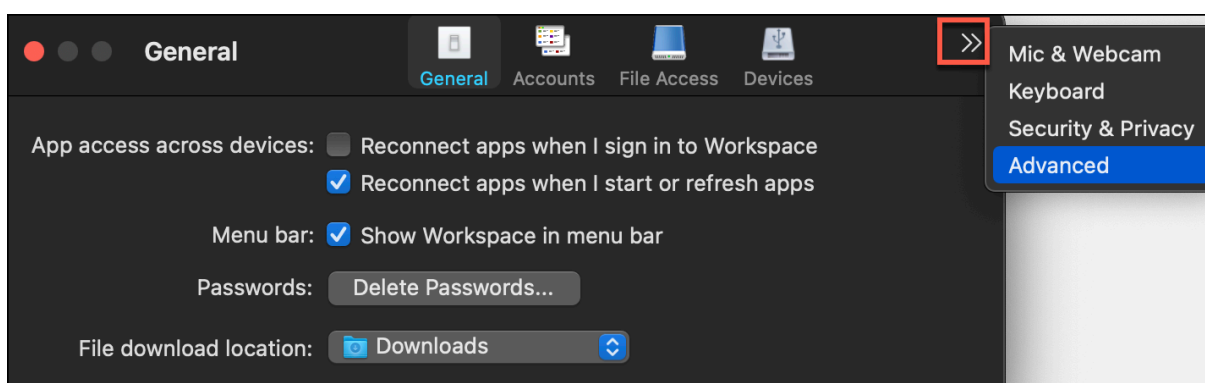 General
General
Accounts
File Access
Devices
Mic & Webcam
Keyboard
Security & Privacy
Advanced
App access across devices: Reconnect apps when I sign in to Workspace
Reconnect apps when I start or refresh apps
Menu bar: Show Workspace in menu bar
Passwords: Delete Passwords...
File download location: Downloads